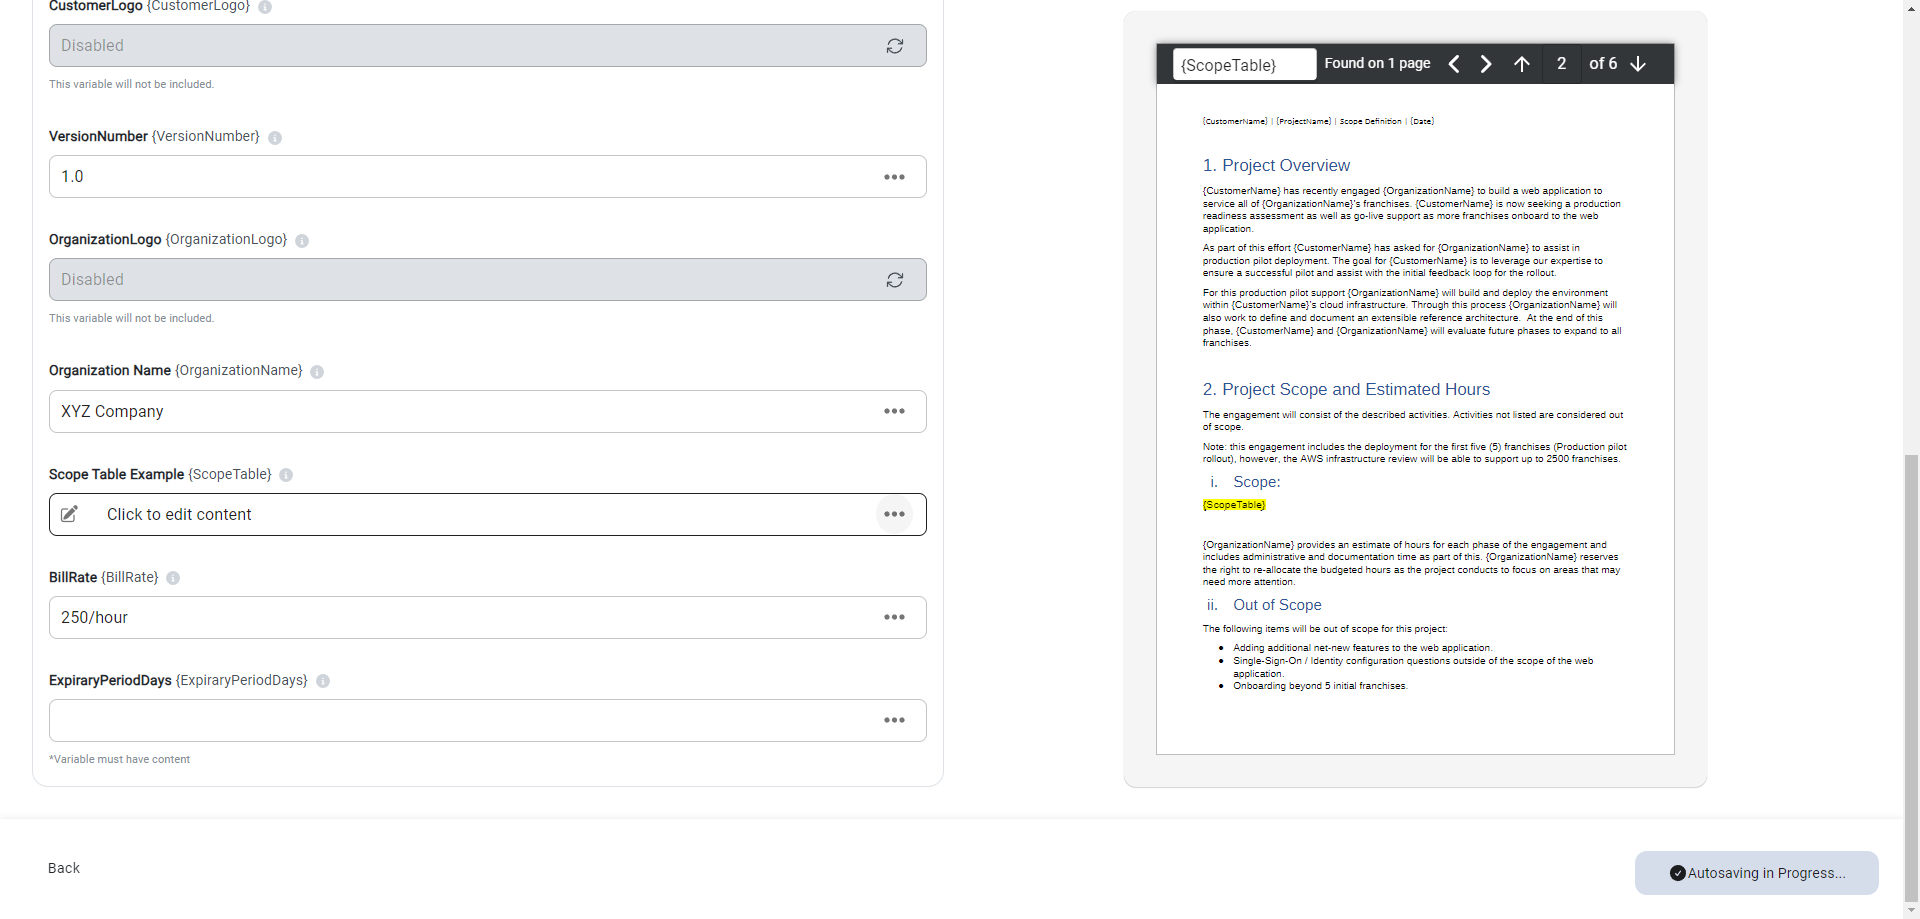 CustomerLogo {CustomerLogo}
Disabled
This variable will not be included.
VersionNumber {VersionNumber}
1.0
OrganizationLogo {OrganizationLogo}
Disabled
This variable will not be included.
Organization Name {OrganizationName}
XYZ Company
Scope Table Example {ScopeTable}
Click to edit content
BillRate {BillRate}
250/hour
ExpiraryPeriodDays {ExpiraryPeriodDays}
*Variable must have content
{ScopeTable} Found on 1 page 2 of 6
{CustomerName} | {ProjectName} | Scope Definition | {Date}
1. Project Overview
{CustomerName} has recently engaged {OrganizationName} to build a web application to
service all of {OrganizationName}'s franchises. {CustomerName} is now seeking a production
readiness assessment as well as go-live support as more franchises onboard to the web
application.
As part of this effort {CustomerName} has asked for {OrganizationName} to assist in
production pilot deployment. The goal for {CustomerName} is to leverage our expertise to
ensure a successful pilot and assist with the initial feedback loop for the rollout.
For this production pilot support {OrganizationName} will build and deploy the environment
within {CustomerName}'s cloud infrastructure. Through this process {OrganizationName} will
also work to define and document an extensible reference architecture. At the end of this
phase, {CustomerName} and {OrganizationName} will evaluate future phases to expand to all
franchises.
2. Project Scope and Estimated Hours
The engagement will consist of the described activities. Activities not listed are considered out
of scope.
Note: this engagement includes the deployment for the first five (5) franchises (Production pilot
rollout), however, the AWS infrastructure review will be able to support up to 2500 franchises.
i. Scope:
{ScopeTable}
{OrganizationName} provides an estimate of hours for each phase of the engagement and
includes administrative and documentation time as part of this. {OrganizationName} reserves
the right to re-allocate the budgeted hours as the project conducts to focus on areas that may
need more attention.
ii. Out of Scope
The following items will be out of scope for this project:
• Adding additional net-new features to the web application.
• Single-Sign-On / Identity configuration questions outside of the scope of the web
application.
• Onboarding beyond 5 initial franchises.
Back
Autosaving in Progress...